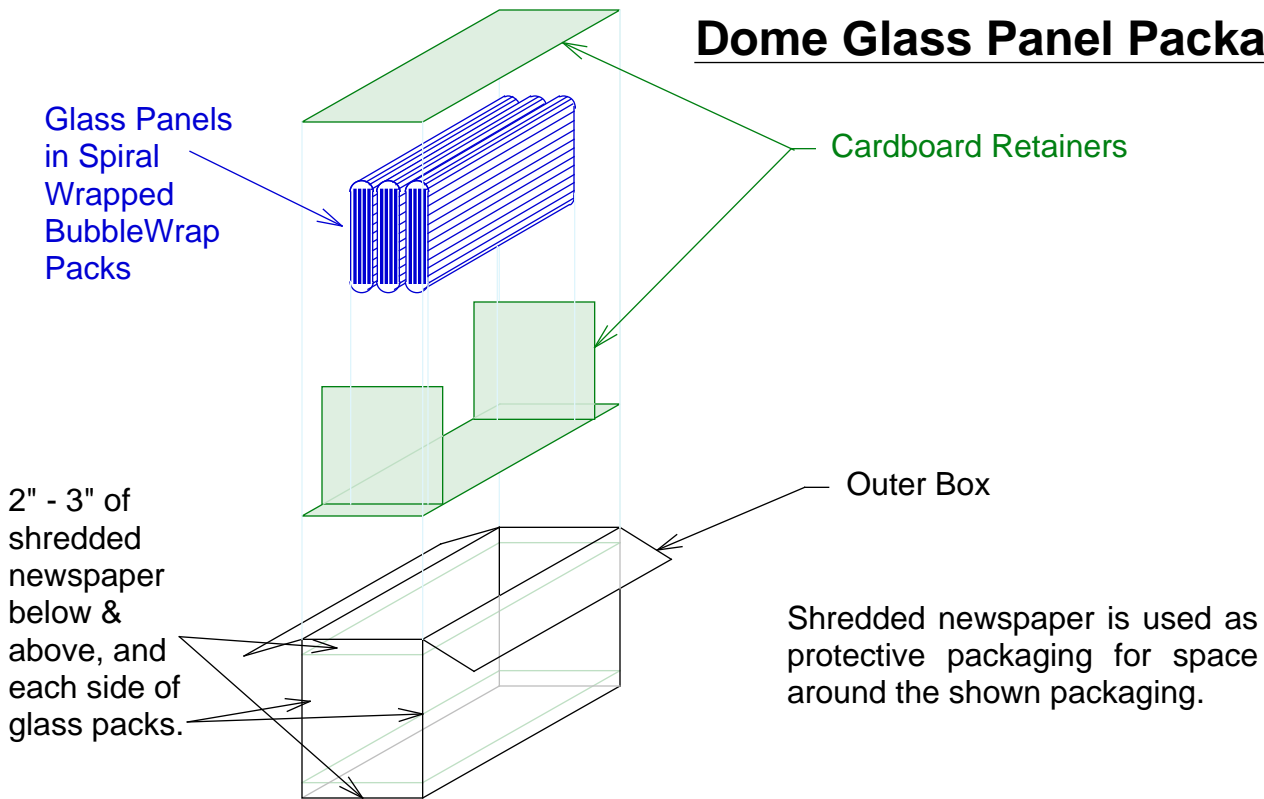 Dome Glass Panel Packa
Glass Panels
in Spiral
Wrapped
BubbleWrap
Packs
Cardboard Retainers
2" - 3" of
shredded
newspaper
below &
above, and
each side of
glass packs.
Outer Box
Shredded newspaper is used as
protective packaging for space
around the shown packaging.